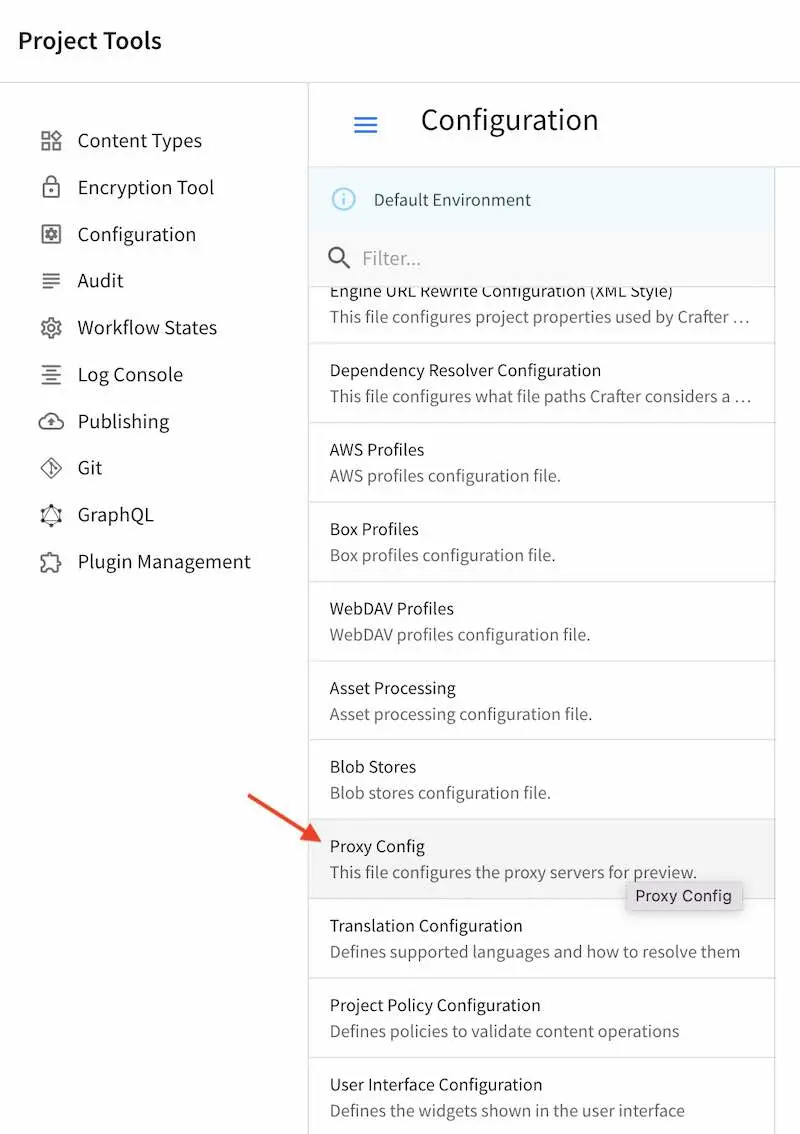 Project Tools
Content Types
Encryption Tool
Configuration
Audit
Workflow States
Log Console
Publishing
Git
GraphQL
Plugin Management
Configuration
Default Environment
Filter...
Engine URL Rewrite Configuration (XML Style)
This file configures project properties used by Crafter …
Dependency Resolver Configuration
This file configures what file paths Crafter considers a …
AWS Profiles
AWS profiles configuration file.
Box Profiles
Box profiles configuration file.
WebDAV Profiles
WebDAV profiles configuration file.
Asset Processing
Asset processing configuration file.
Blob Stores
Blob stores configuration file.
Proxy Config
This file configures the proxy servers for preview.
Proxy Config
Translation Configuration
Defines supported languages and how to resolve them
Project Policy Configuration
Defines policies to validate content operations
User Interface Configuration
Defines the widgets shown in the user interface